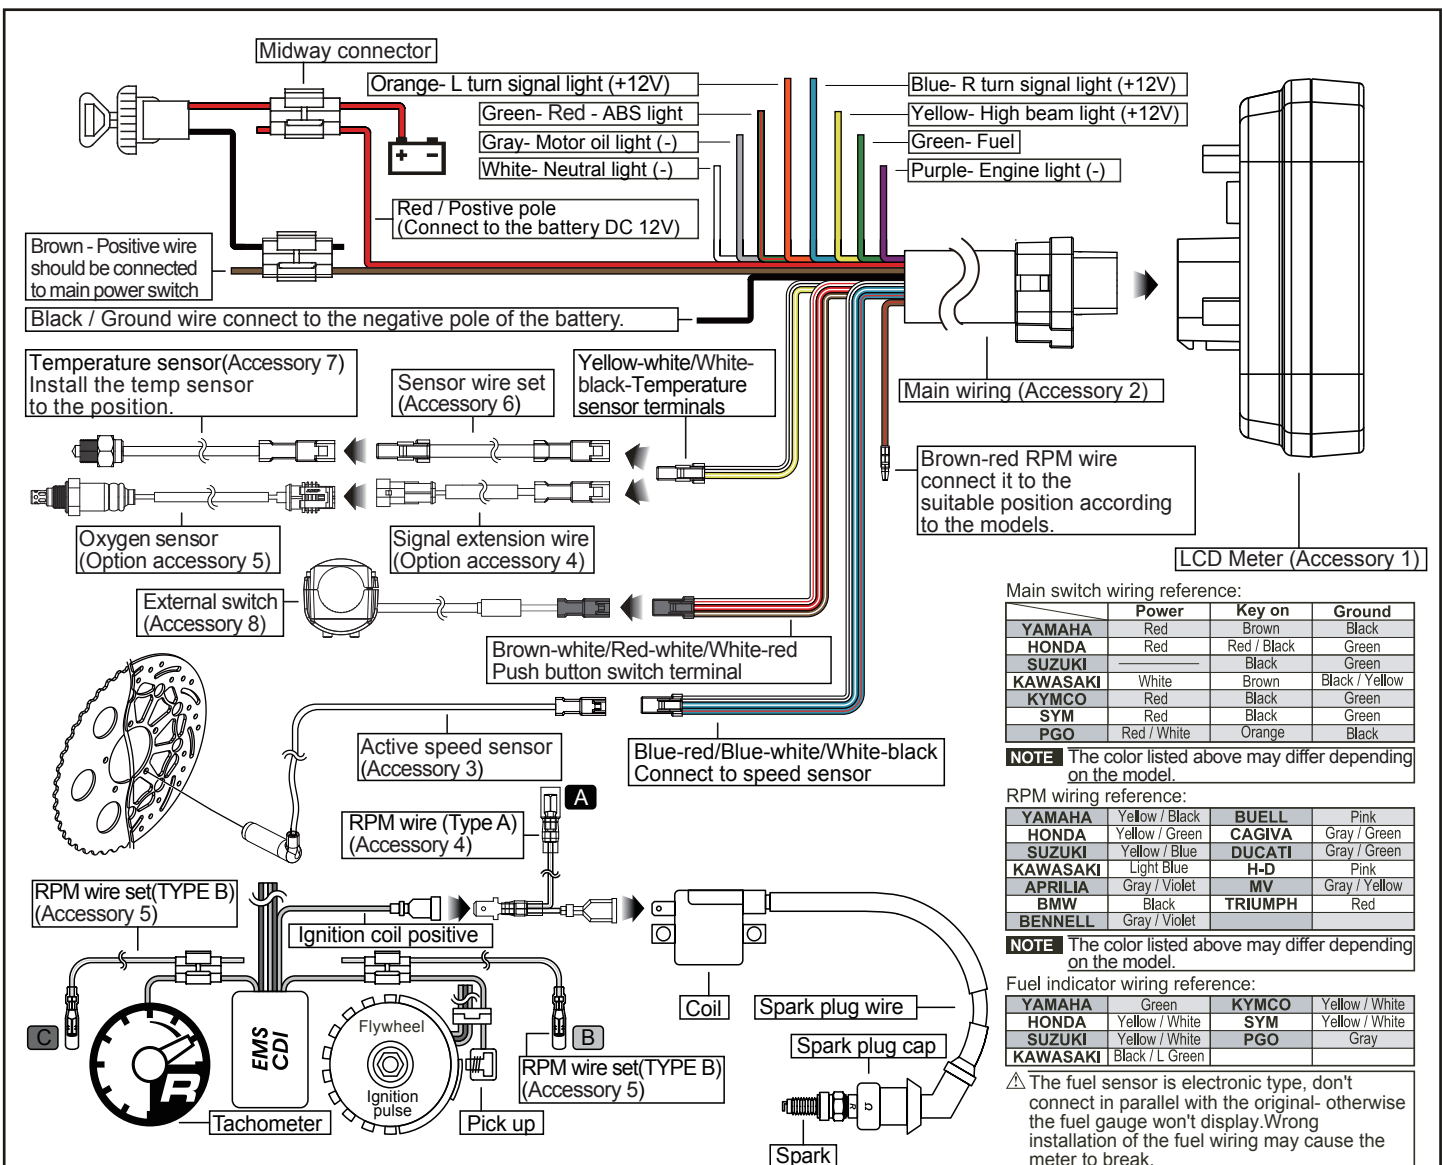 Midway connector
Orange- L turn signal light (+12V)
Green- Red - ABS light
Gray- Motor oil light (-)
White- Neutral light (-)
Blue- R turn signal light (+12V)
Yellow- High beam light (+12V)
Green- Fuel
Purple- Engine light (-)
+ -
Red / Postive pole
(Connect to the battery DC 12V)
Brown - Positive wire
should be connected
to main power switch
Black / Ground wire connect to the negative pole of the battery.
Temperature sensor(Accessory 7)
Install the temp sensor
to the position.
Sensor wire set
(Accessory 6)
Yellow-white/White-
black-Temperature
sensor terminals
Main wiring (Accessory 2)
Brown-red RPM wire
connect it to the
suitable position according
to the models.
LCD Meter (Accessory 1)
Oxygen sensor
(Option accessory 5)
Signal extension wire
(Option accessory 4)
External switch
(Accessory 8)
Brown-white/Red-white/White-red
Push button switch terminal
Active speed sensor
(Accessory 3)
Blue-red/Blue-white/White-black
Connect to speed sensor
A
RPM wire (Type A)
(Accessory 4)
RPM wire set(TYPE B)
(Accessory 5)
Ignition coil positive
C
R
EMS
CDI
Flywheel
Ignition
pulse
B
RPM wire set(TYPE B)
(Accessory 5)
Tachometer
Pick up
Coil
Spark plug wire
Spark plug cap
R Ω
Spark
Main switch wiring reference:
Power Key on Ground
YAMAHA Red Brown Black
HONDA Red Red / Black Green
SUZUKI ——— Black Green
KAWASAKI White Brown Black / Yellow
KYMCO Red Black Green
SYM Red Black Green
PGO Red / White Orange Black
NOTE The color listed above may differ depending
on the model.
RPM wiring reference:
YAMAHA Yellow / Black BUELL Pink
HONDA Yellow / Green CAGIVA Gray / Green
SUZUKI Yellow / Blue DUCATI Gray / Green
KAWASAKI Light Blue H-D Pink
APRILIA Gray / Violet MV Gray / Yellow
BMW Black TRIUMPH Red
BENNELL Gray / Violet
NOTE The color listed above may differ depending
on the model.
Fuel indicator wiring reference:
YAMAHA Green KYMCO Yellow / White
HONDA Yellow / White SYM Yellow / White
SUZUKI Yellow / White PGO Gray
KAWASAKI Black / L Green
⚠ The fuel sensor is electronic type, don't
connect in parallel with the original- otherwise
the fuel gauge won't display.Wrong
installation of the fuel wiring may cause the
meter to break.